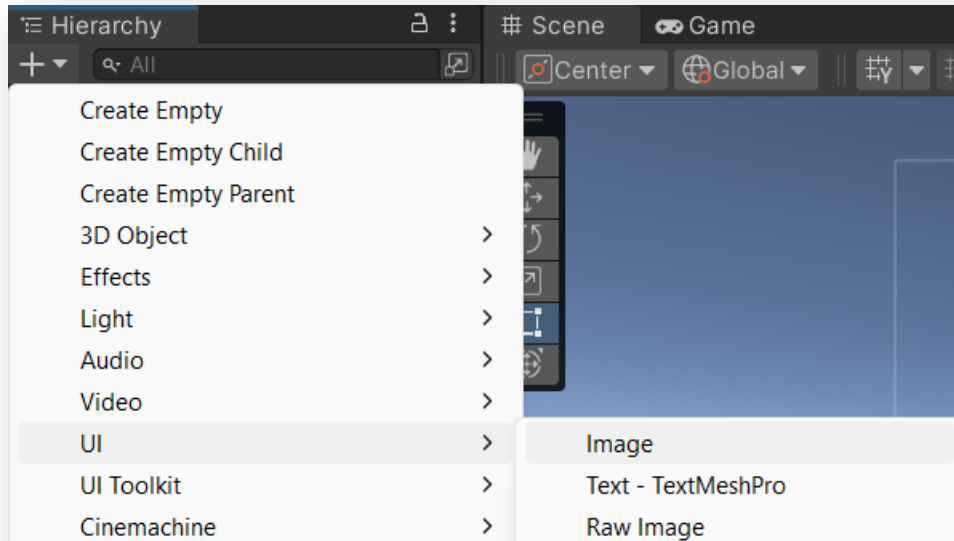 Hierarchy
Scene
Game
All
Center
Global
Y
Create Empty
Create Empty Child
Create Empty Parent
3D Object
Effects
Light
Audio
Video
UI
Image
UI Toolkit
Text - TextMeshPro
Cinemachine
Raw Image